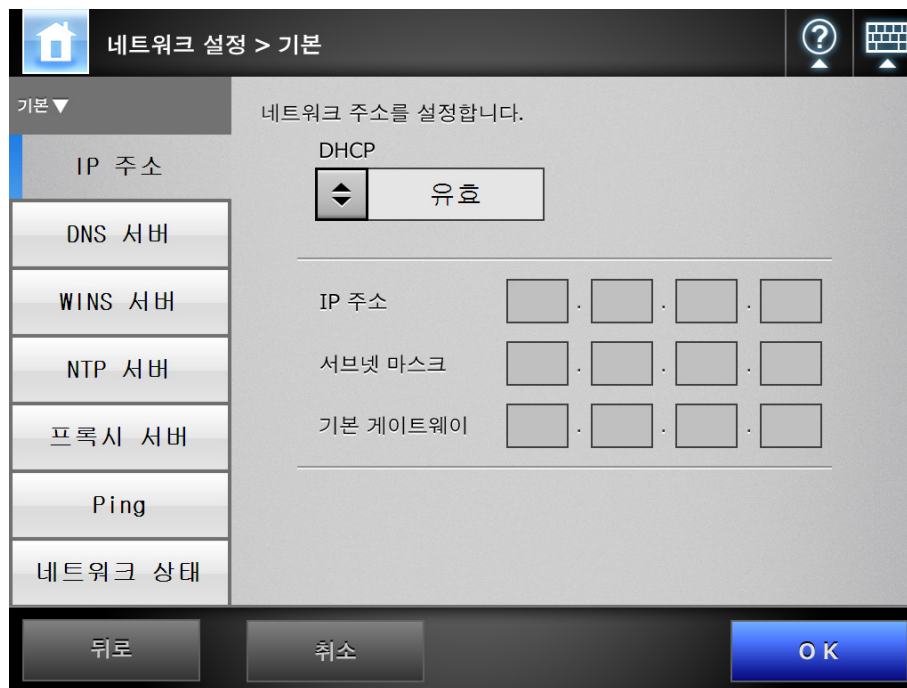 네트워크 설정 > 기본
?
기본▼
네트워크 주소를 설정합니다.
DHCP
유효
IP 주소
DNS 서버
WINS 서버
NTP 서버
프록시 서버
Ping
네트워크 상태
IP 주소 . . .
서브넷 마스크 . . .
기본 게이트웨이 . . .
뒤로
취소
OK